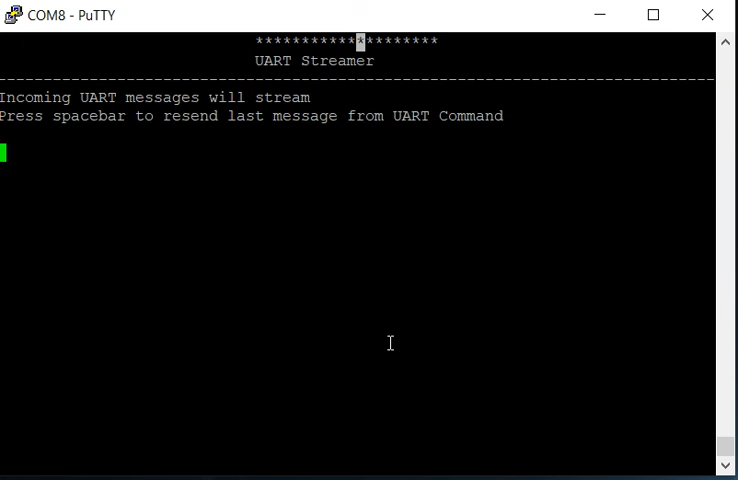 COM8 - PuTTY
********************
UART Streamer
--------------------------------------------------------------------------------
Incoming UART messages will stream
Press spacebar to resend last message from UART Command